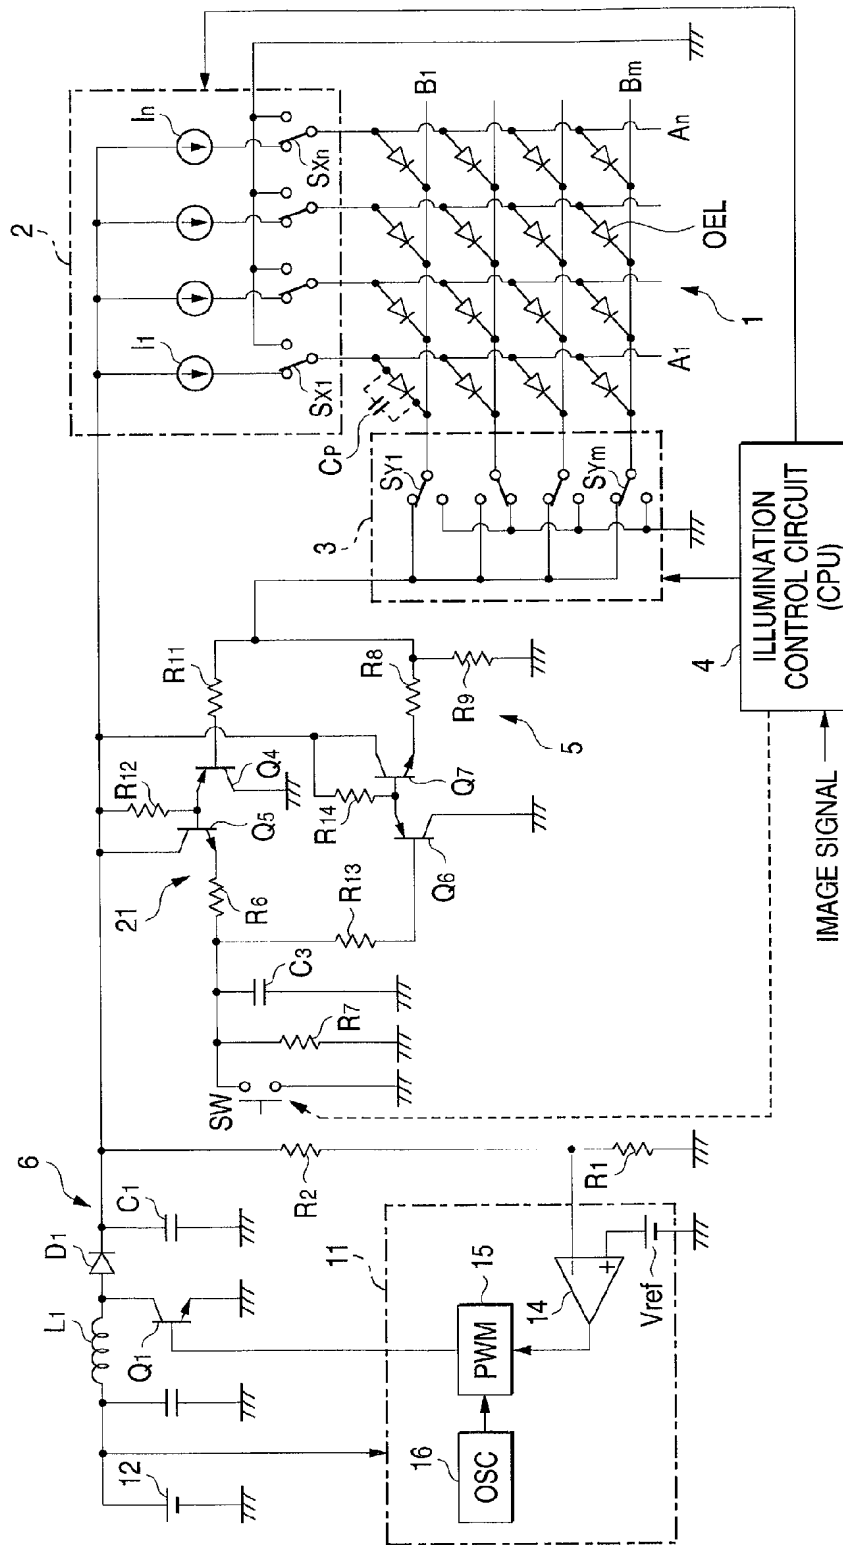 12
L1
Q1
D1
C1
6
R2
R1
11
16
OSC
15
PWM
14
−
+
Vref
SW
R7
C3
R6
21
R13
Q5
R12
Q4
R11
R14
Q6
Q7
R8
R9
5
2
I1
In
SX1
SXn
CP
3
SY1
SYm
B1
Bm
A1
An
OEL
1
4
ILLUMINATION
CONTROL CIRCUIT
(CPU)
IMAGE SIGNAL